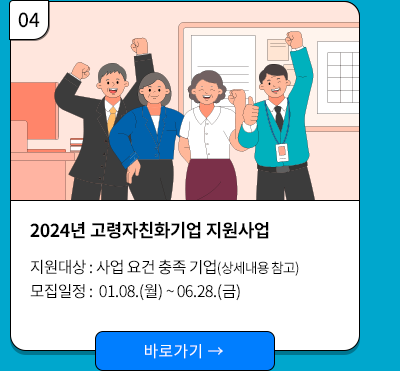 04
2024년 고령자친화기업 지원사업
지원대상 : 사업 요건 충족 기업(상세내용 참고)
모집일정 : 01.08.(월) ~ 06.28.(금)
바로가기 →